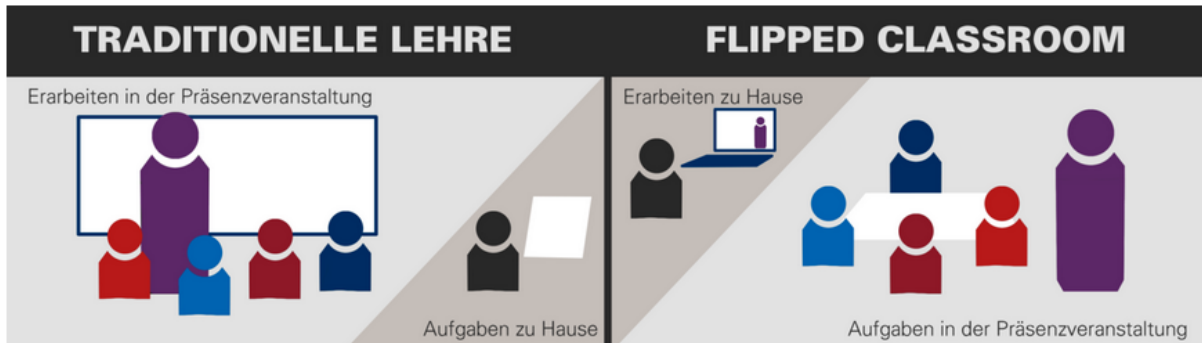 TRADITIONELLE LEHRE
Erarbeiten in der Präsenzveranstaltung
Aufgaben zu Hause
FLIPPED CLASSROOM
Erarbeiten zu Hause
Aufgaben in der Präsenzveranstaltung